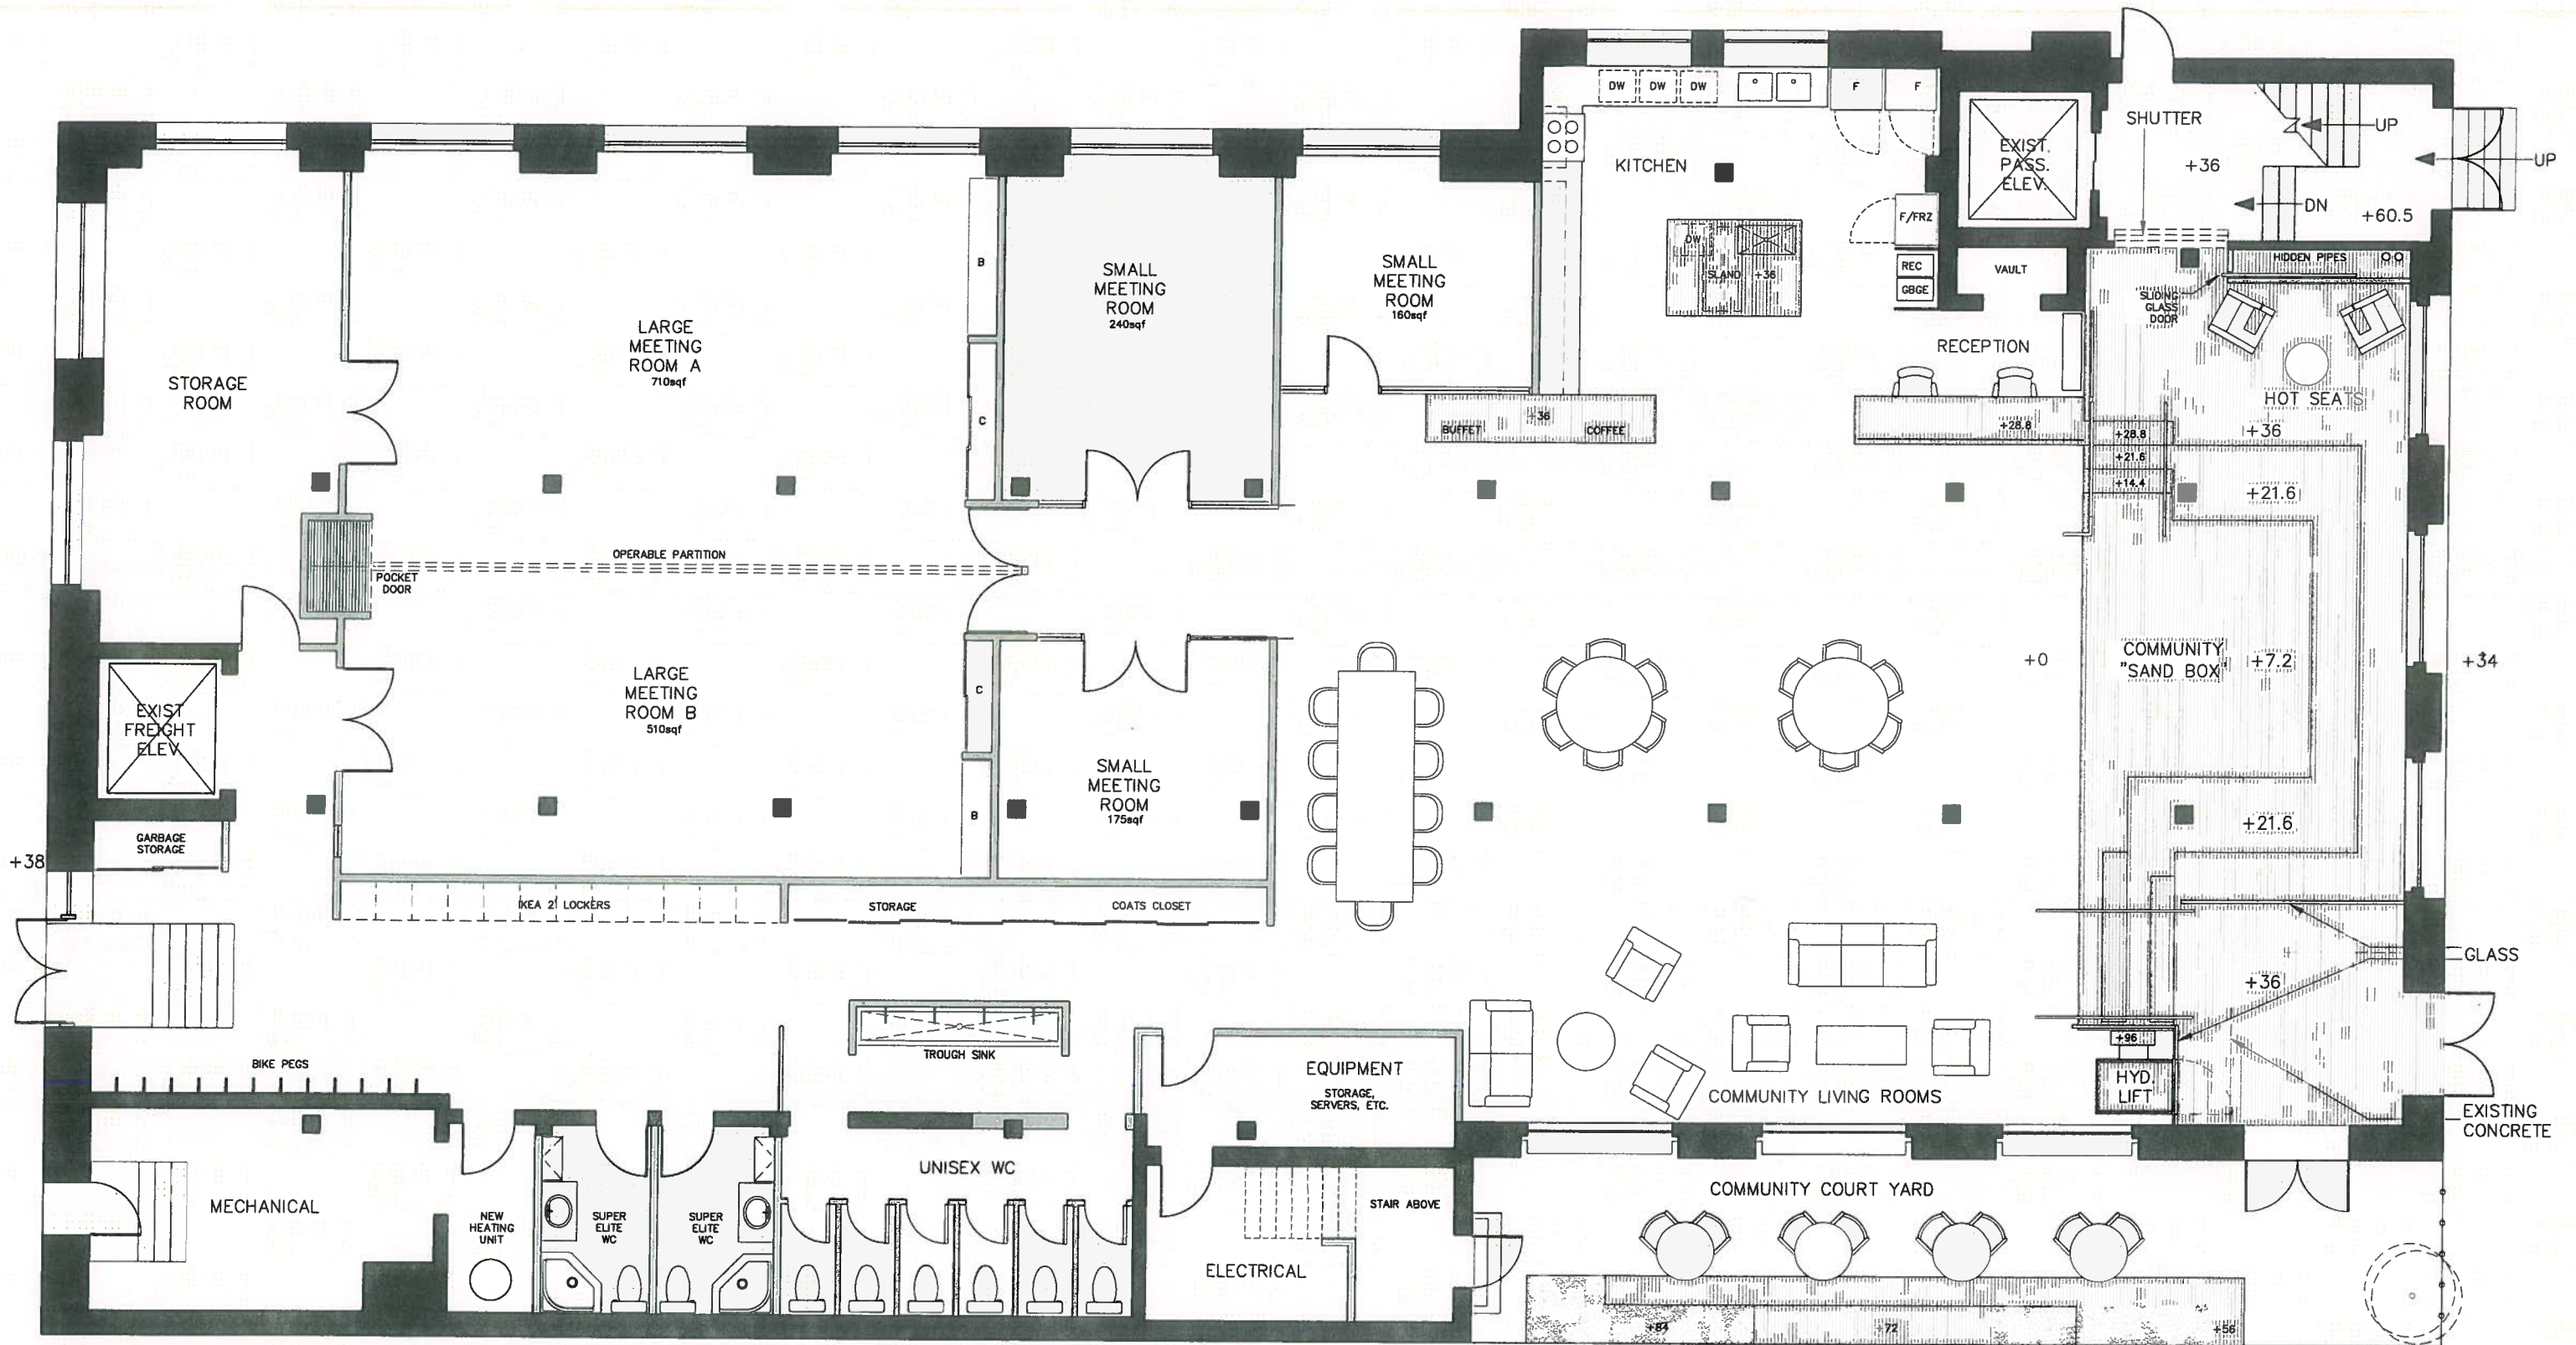 DW
DW
DW
F
F
KITCHEN
EXIST.
PASS.
ELEV.
SHUTTER
UP
UP
+36
DN
+60.5
F/FRZ
DW
ISLAND +36
REC
GBGE
VAULT
HIDDEN PIPES
SLIDING
GLASS
DOOR
RECEPTION
HOT SEATS
+36
STORAGE
ROOM
LARGE
MEETING
ROOM A
710sqf
B
C
SMALL
MEETING
ROOM
240sqf
SMALL
MEETING
ROOM
160sqf
+36
BUFFET
COFFEE
+28.8
+28.8
+21.6
+14.4
+21.6
OPERABLE PARTITION
POCKET
DOOR
EXIST
FREIGHT
ELEV.
LARGE
MEETING
ROOM B
510sqf
C
B
SMALL
MEETING
ROOM
175sqf
+0
COMMUNITY
"SAND BOX"
+7.2
+34
+21.6
GARBAGE
STORAGE
+38
IKEA 2' LOCKERS
STORAGE
COATS CLOSET
GLASS
+36
TROUGH SINK
BIKE PEGS
EQUIPMENT
STORAGE,
SERVERS, ETC.
COMMUNITY LIVING ROOMS
+96
HYD.
LIFT
EXISTING
CONCRETE
MECHANICAL
NEW
HEATING
UNIT
SUPER
ELITE
WC
SUPER
ELITE
WC
UNISEX WC
STAIR ABOVE
ELECTRICAL
COMMUNITY COURT YARD
+84
+72
+56